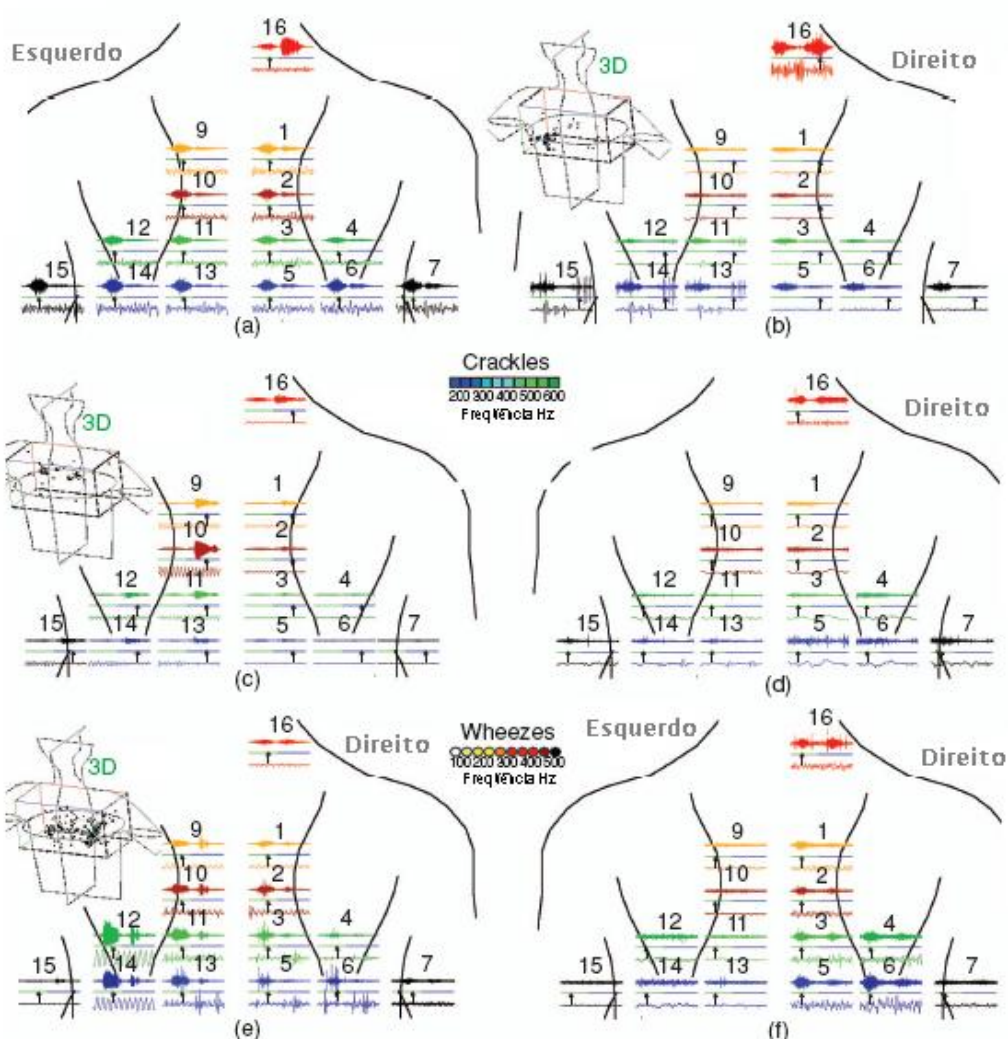 Esquerdo
16
9 1
10 2
12 11 3 4
15 14 13 5 6 7
(a)
16
Direito
3D
9 1
10 2
12 11 3 4
15 14 13 5 6 7
(b)
Crackles
200 300 400 500 600
Freqüência Hz
16
3D
9 1
10 2
12 11 3 4
15 14 13 5 6 7
(c)
16
Direito
9 1
10 2
12 11 3 4
15 14 13 5 6 7
(d)
Wheezes
100 200 300 400 500
Freqüência Hz
16
Direito
3D
9 1
10 2
12 11 3 4
15 14 13 5 6 7
(e)
Esquerdo
16
Direito
9 1
10 2
12 11 3 4
15 14 13 5 6 7
(f)